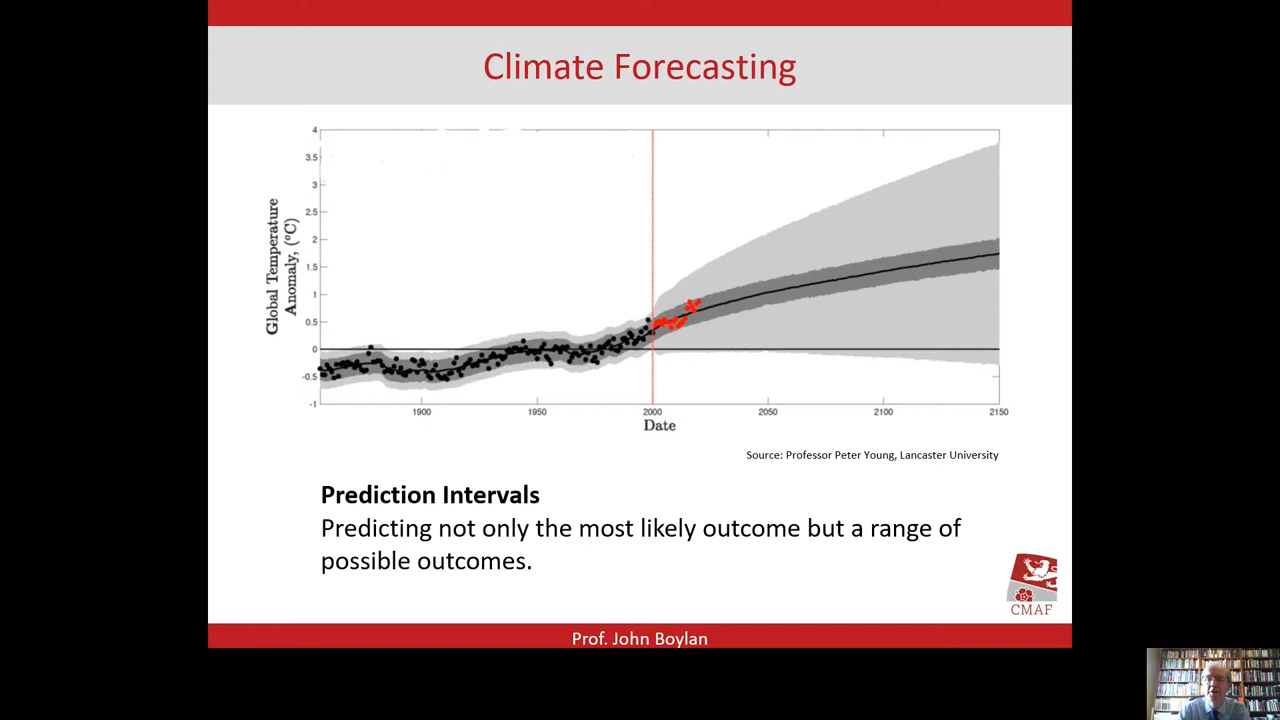 Climate Forecasting
4
3.5
3
2.5
2
1.5
1
0.5
0
-0.5
-1
Global Temperature
Anomaly, (°C)
1900 1950 2000 2050 2100 2150
Date
Source: Professor Peter Young, Lancaster University
Prediction Intervals
Predicting not only the most likely outcome but a range of
possible outcomes.
CMAF
Prof. John Boylan